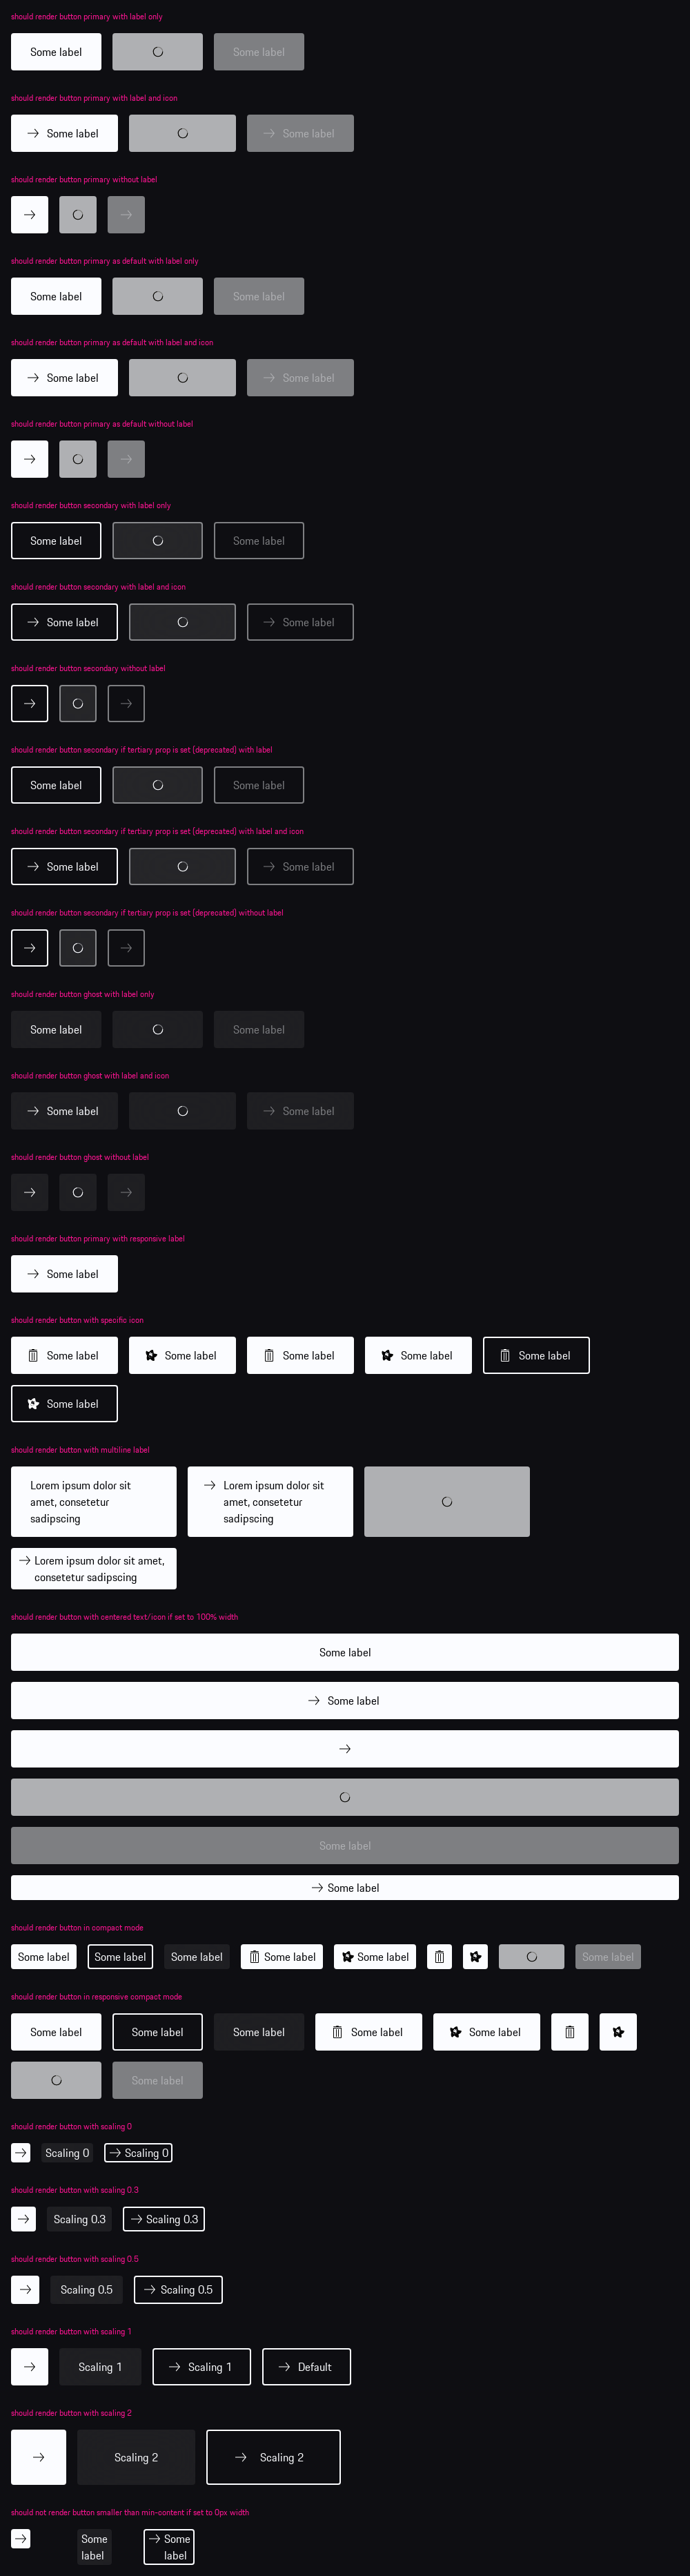 should render button primary with label only
Some label Some label
should render button primary with label and icon
Some label Some label
should render button primary without label
should render button primary as default with label only
Some label Some label
should render button primary as default with label and icon
Some label Some label
should render button primary as default without label
should render button secondary with label only
Some label Some label
should render button secondary with label and icon
Some label Some label
should render button secondary without label
should render button secondary if tertiary prop is set (deprecated) with label
Some label Some label
should render button secondary if tertiary prop is set (deprecated) with label and icon
Some label Some label
should render button secondary if tertiary prop is set (deprecated) without label
should render button ghost with label only
Some label Some label
should render button ghost with label and icon
Some label Some label
should render button ghost without label
should render button primary with responsive label
Some label
should render button with specific icon
Some label Some label Some label Some label Some label
Some label
should render button with multiline label
Lorem ipsum dolor sit
amet, consetetur
sadipscing
Lorem ipsum dolor sit
amet, consetetur
sadipscing
Lorem ipsum dolor sit amet,
consetetur sadipscing
should render button with centered text/icon if set to 100% width
Some label
Some label
Some label
Some label
should render button in compact mode
Some label Some label Some label Some label Some label Some label
should render button in responsive compact mode
Some label Some label Some label Some label Some label
Some label
should render button with scaling 0
Scaling 0 Scaling 0
should render button with scaling 0.3
Scaling 0.3 Scaling 0.3
should render button with scaling 0.5
Scaling 0.5 Scaling 0.5
should render button with scaling 1
Scaling 1 Scaling 1 Default
should render button with scaling 2
Scaling 2 Scaling 2
should not render button smaller than min-content if set to 0px width
Some
label
Some
label